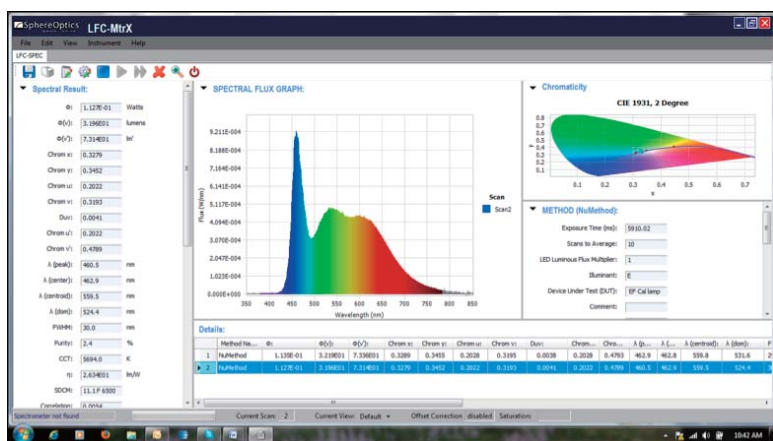 SphereOptics LFC-MtrX
File Edit View Instrument Help
LFC-SPEC
Spectral Result:
Φ: 1.127E-01 Watts
Φ(v): 3.196E01 lumens
Φ(v'): 7.314E01 lm'
Chrom x: 0.3279
Chrom y: 0.3452
Chrom u: 0.2022
Chrom v: 0.3193
Duv: 0.0041
Chrom u': 0.2022
Chrom v': 0.4789
λ (peak): 460.5 nm
λ (center): 462.9 nm
λ (centroid): 559.5 nm
λ (dom): 524.4 nm
FWHM: 30.0 nm
Purity: 2.4 %
CCT: 5694.0 K
η: 2.634E01 lm/W
SDCM: 11.1 F 6500
Correlation: 0.0054
SPECTRAL FLUX GRAPH:
Flux (W/nm)
9.211E-004
8.188E-004
7.164E-004
6.141E-004
5.117E-004
4.094E-004
3.070E-004
2.047E-004
1.023E-004
0.000E+000
350 400 450 500 550 600 650 700 750 800 850
Wavelength (nm)
Scan
Scan2
Chromaticity
CIE 1931, 2 Degree
0.8
0.7
0.6
0.5
0.4
0.3
0.2
0.1
0.1 0.2 0.3 0.4 0.5 0.6 0.7
x
METHOD (NuMethod):
Exposure Time (ms): 5910.02
Scans to Average: 10
LED Luminous Flux Multiplier: 1
Illuminant: E
Device Under Test (DUT): EF Cal lamp
Comment:
Details:
Method Na... Φ: Φ(v): Φ(v'): Chrom x: Chrom y: Chrom u: Chrom v: Duv: Chrom... Chro... λ (p... λ (... λ (centroid): λ (dom): F
1 NuMethod 1.135E-01 3.219E01 7.336E01 0.3289 0.3455 0.2028 0.3195 0.0038 0.2028 0.4793 462.9 462.8 559.8 531.6 2
2 NuMethod 1.127E-01 3.196E01 7.314E01 0.3279 0.3452 0.2022 0.3193 0.0041 0.2022 0.4789 460.5 462.9 559.5 524.4 3
Spectrometer not found Current Scan: 2 Current View: Default Offset Correction disabled Saturation:
10:42 AM